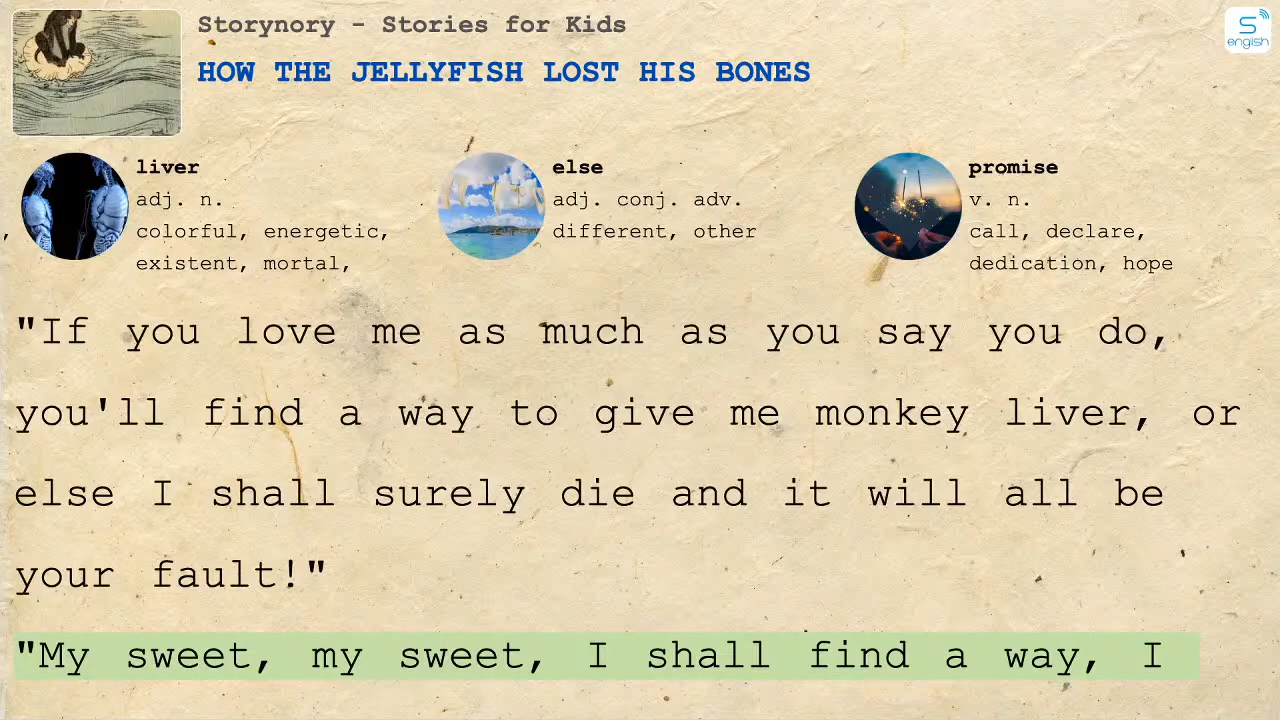 Storynory - Stories for Kids
HOW THE JELLYFISH LOST HIS BONES
S
english
liver
adj. n.
colorful, energetic,
existent, mortal,
else
adj. conj. adv.
different, other
promise
v. n.
call, declare,
dedication, hope
"If you love me as much as you say you do,
you'll find a way to give me monkey liver, or
else I shall surely die and it will all be
your fault!"
"My sweet, my sweet, I shall find a way, I